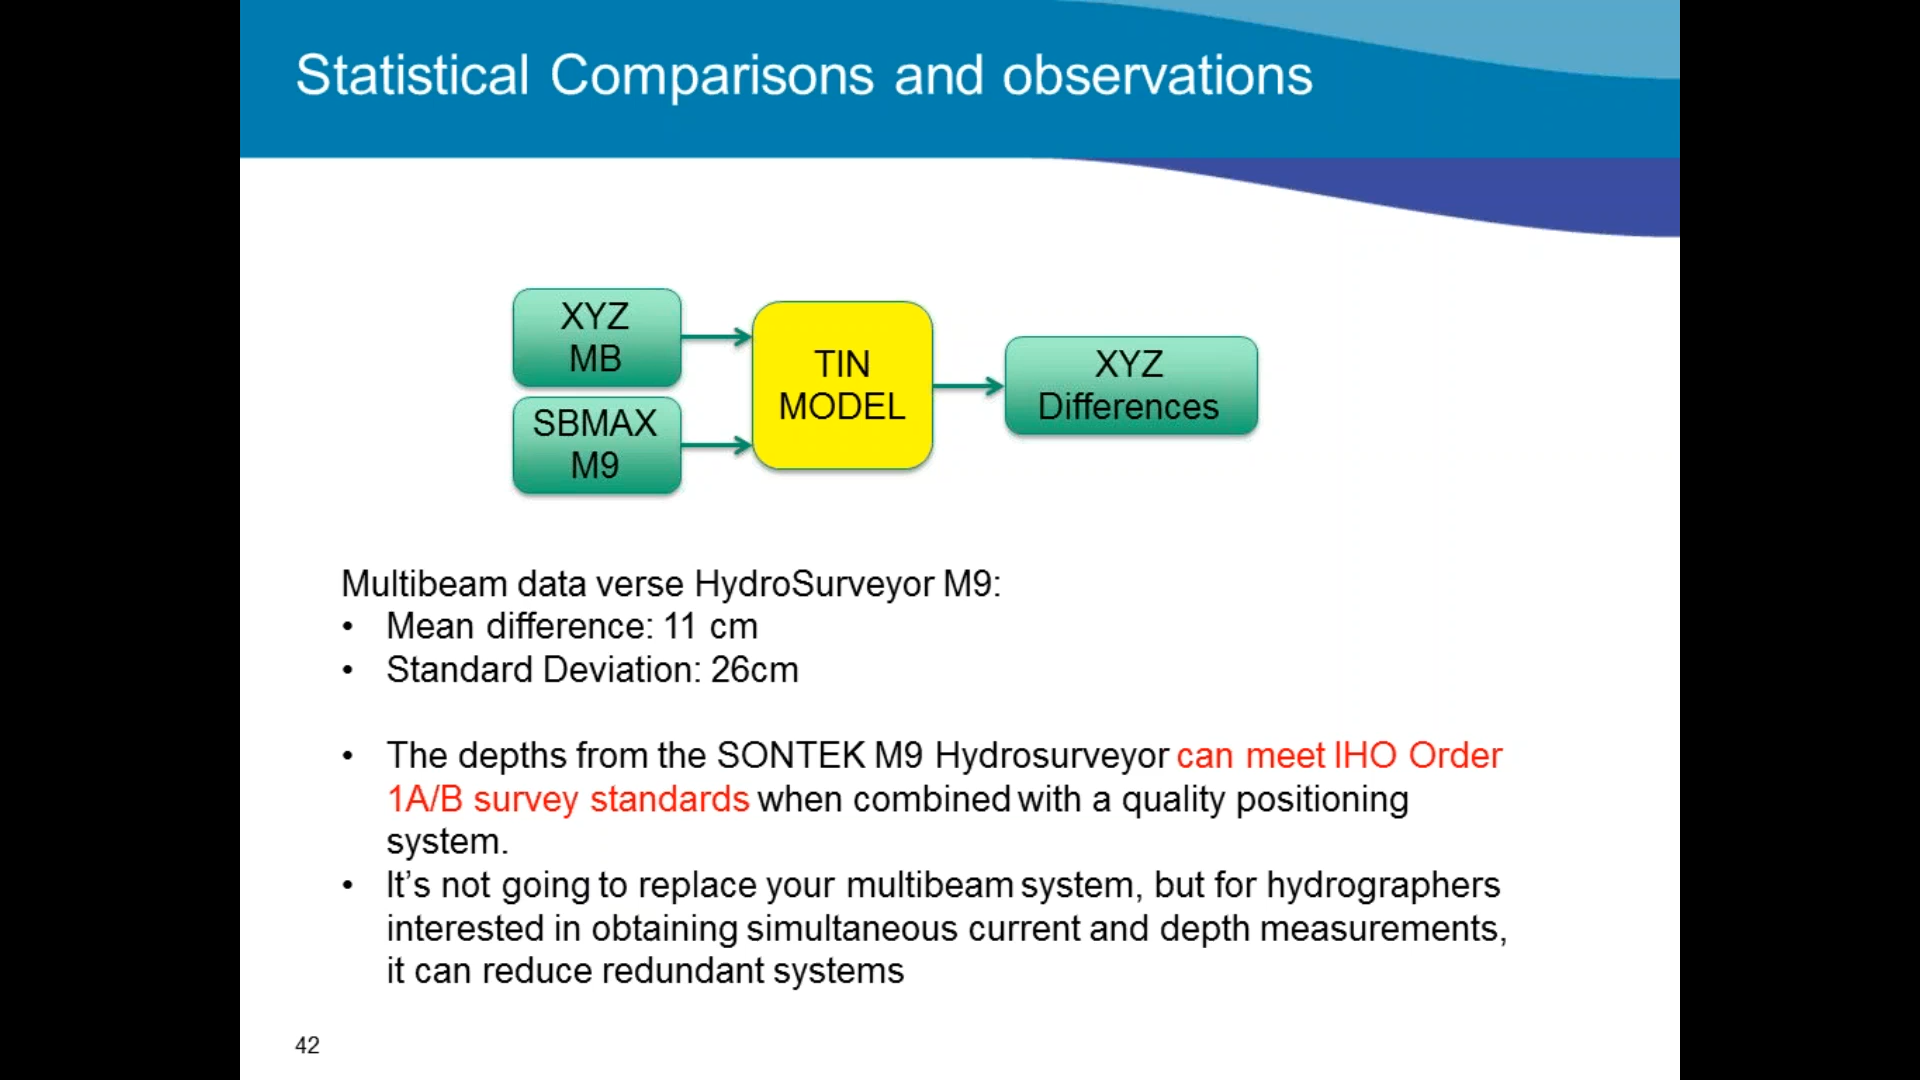 Statistical Comparisons and observations
XYZ
MB
SBMAX
M9
TIN
MODEL
XYZ
Differences
Multibeam data verse HydroSurveyor M9:
• Mean difference: 11 cm
• Standard Deviation: 26cm
• The depths from the SONTEK M9 Hydrosurveyor can meet IHO Order
1A/B survey standards when combined with a quality positioning
system.
• It’s not going to replace your multibeam system, but for hydrographers
interested in obtaining simultaneous current and depth measurements,
it can reduce redundant systems
42